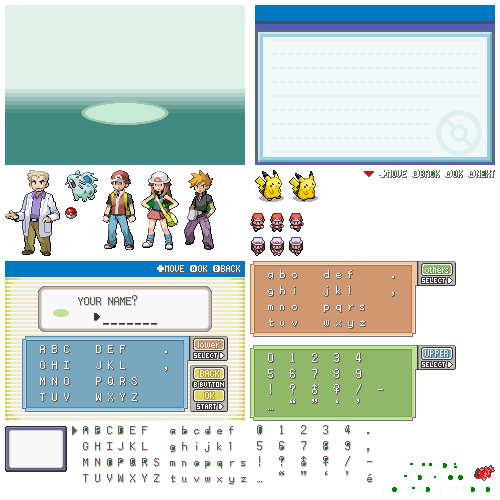 MOVE BACK OK NEXT
MOVE OK BACK
YOUR NAME?
A B C D E F .
G H I J K L ,
M N O P Q R S
T U V W X Y Z
lower
SELECT
BACK
B BUTTON
OK
START
a b c d e f .
g h i j k l ,
m n o p q r s
t u v w x y z
others
SELECT
0 1 2 3 4
5 6 7 8 9
! ? ♂ ♀ / -
… “ ” ‘ ’
UPPER
SELECT
A B C D E F a b c d e f 0 1 2 3 4 .
G H I J K L g h i j k l 5 6 7 8 9 ,
M N O P Q R S m n o p q r s ! ? ♂ ♀ / -
T U V W X Y Z t u v w x y z … “ ” ‘ ’ é